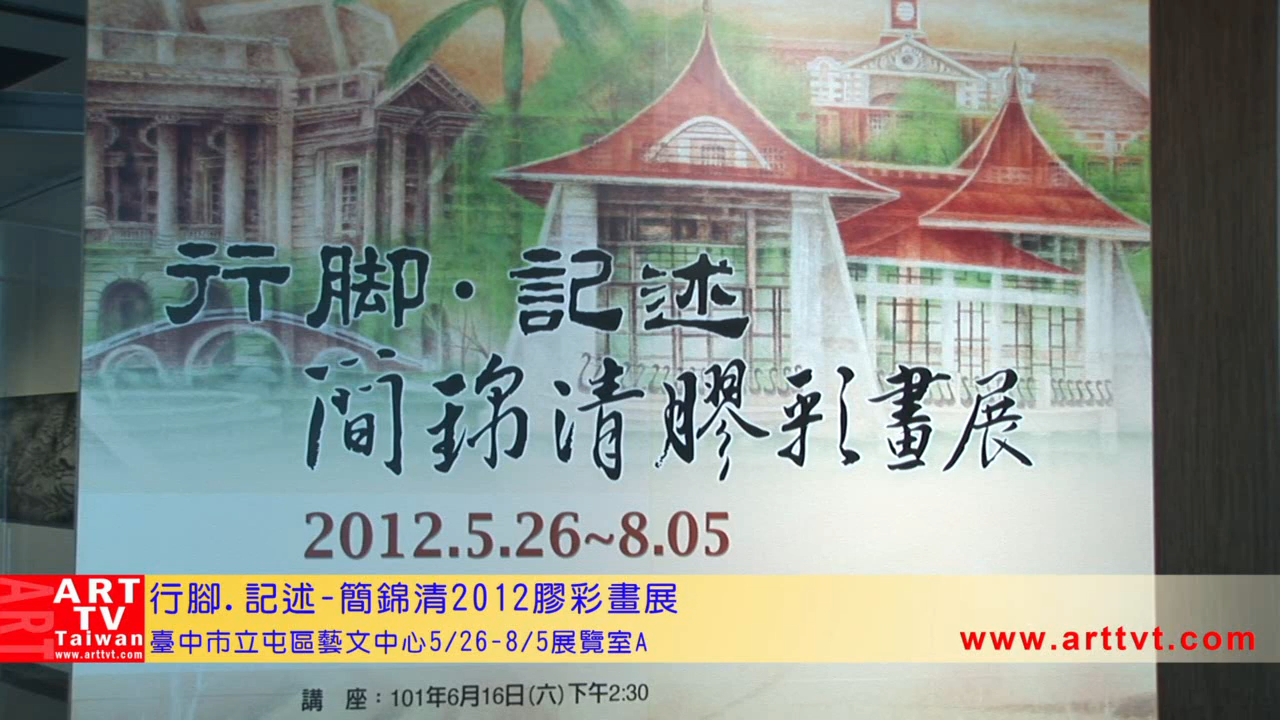 行腳·記述
簡錦清膠彩畫展
2012.5.26~8.05
ART
ART
TV
Taiwan
www.arttvt.com
行腳.記述-簡錦清2012膠彩畫展
臺中市立屯區藝文中心5/26-8/5展覽室A
www.arttvt.com
講 座：101年6月16日(六)下午2:30